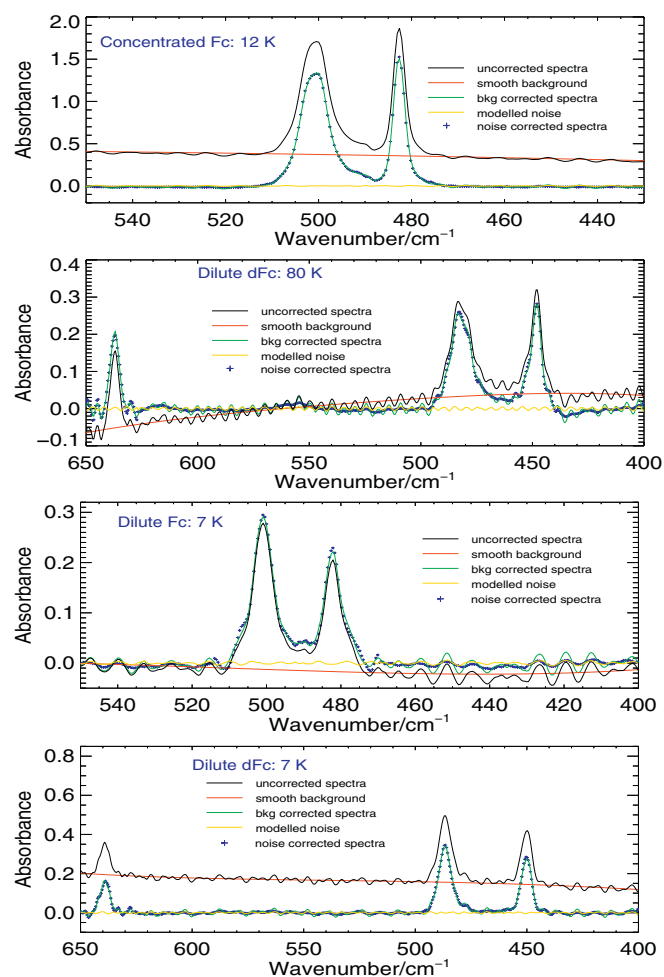 Concentrated Fc: 12 K
uncorrected spectra
smooth background
bkg corrected spectra
modelled noise
noise corrected spectra
Absorbance
2.0
1.5
1.0
0.5
0.0
540 520 500 480 460 440
Wavenumber/cm⁻¹
Dilute dFc: 80 K
uncorrected spectra
smooth background
bkg corrected spectra
modelled noise
noise corrected spectra
Absorbance
0.4
0.3
0.2
0.1
0.0
−0.1
650 600 550 500 450 400
Wavenumber/cm⁻¹
Dilute Fc: 7 K
uncorrected spectra
smooth background
bkg corrected spectra
modelled noise
noise corrected spectra
Absorbance
0.3
0.2
0.1
0.0
540 520 500 480 460 440 420 400
Wavenumber/cm⁻¹
Dilute dFc: 7 K
uncorrected spectra
smooth background
bkg corrected spectra
modelled noise
noise corrected spectra
Absorbance
0.8
0.6
0.4
0.2
0.0
650 600 550 500 450 400
Wavenumber/cm⁻¹